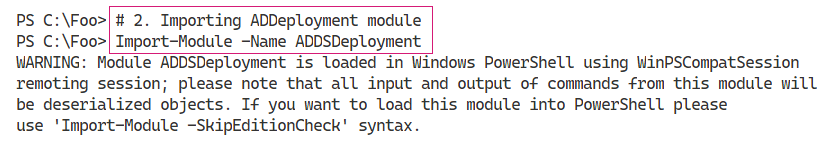 PS C:\Foo> # 2. Importing ADDeployment module
PS C:\Foo> Import-Module -Name ADDSDeployment
WARNING: Module ADDSDeployment is loaded in Windows PowerShell using WinPSCompatSession
remoting session; please note that all input and output of commands from this module will
be deserialized objects. If you want to load this module into PowerShell please
use 'Import-Module -SkipEditionCheck' syntax.